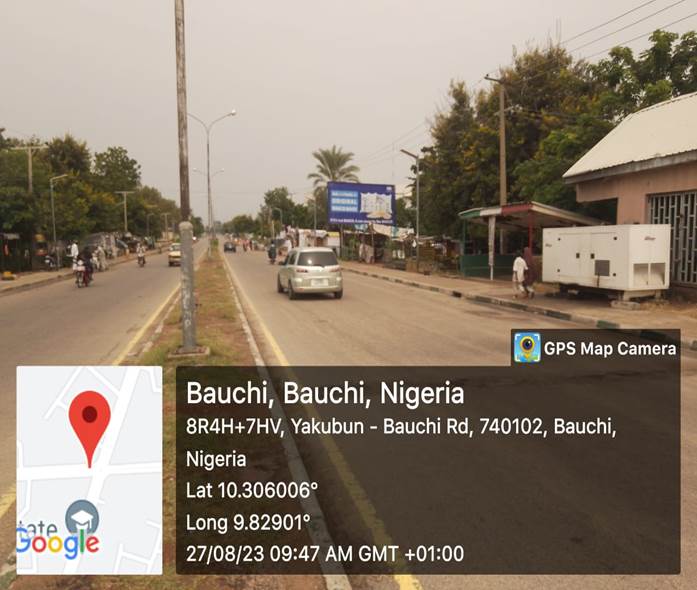 GPS Map Camera
Bauchi, Bauchi, Nigeria
8R4H+7HV, Yakubun - Bauchi Rd, 740102, Bauchi,
Nigeria
Lat 10.306006°
Long 9.82901°
27/08/23 09:47 AM GMT +01:00
tate
Google